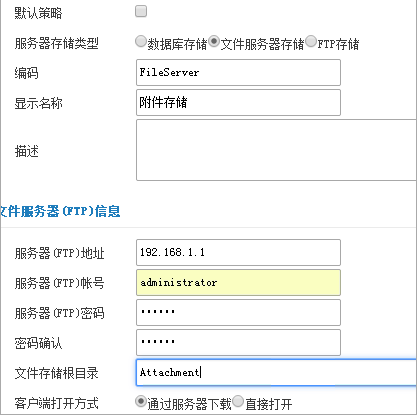 默认策略
服务器存储类型 数据库存储 文件服务器存储 FTP存储
编码 FileServer
显示名称 附件存储
描述
文件服务器(FTP)信息
服务器(FTP)地址 192.168.1.1
服务器(FTP)帐号 administrator
服务器(FTP)密码 ••••••
密码确认 ••••••
文件存储根目录 Attachment
客户端打开方式 通过服务器下载 直接打开